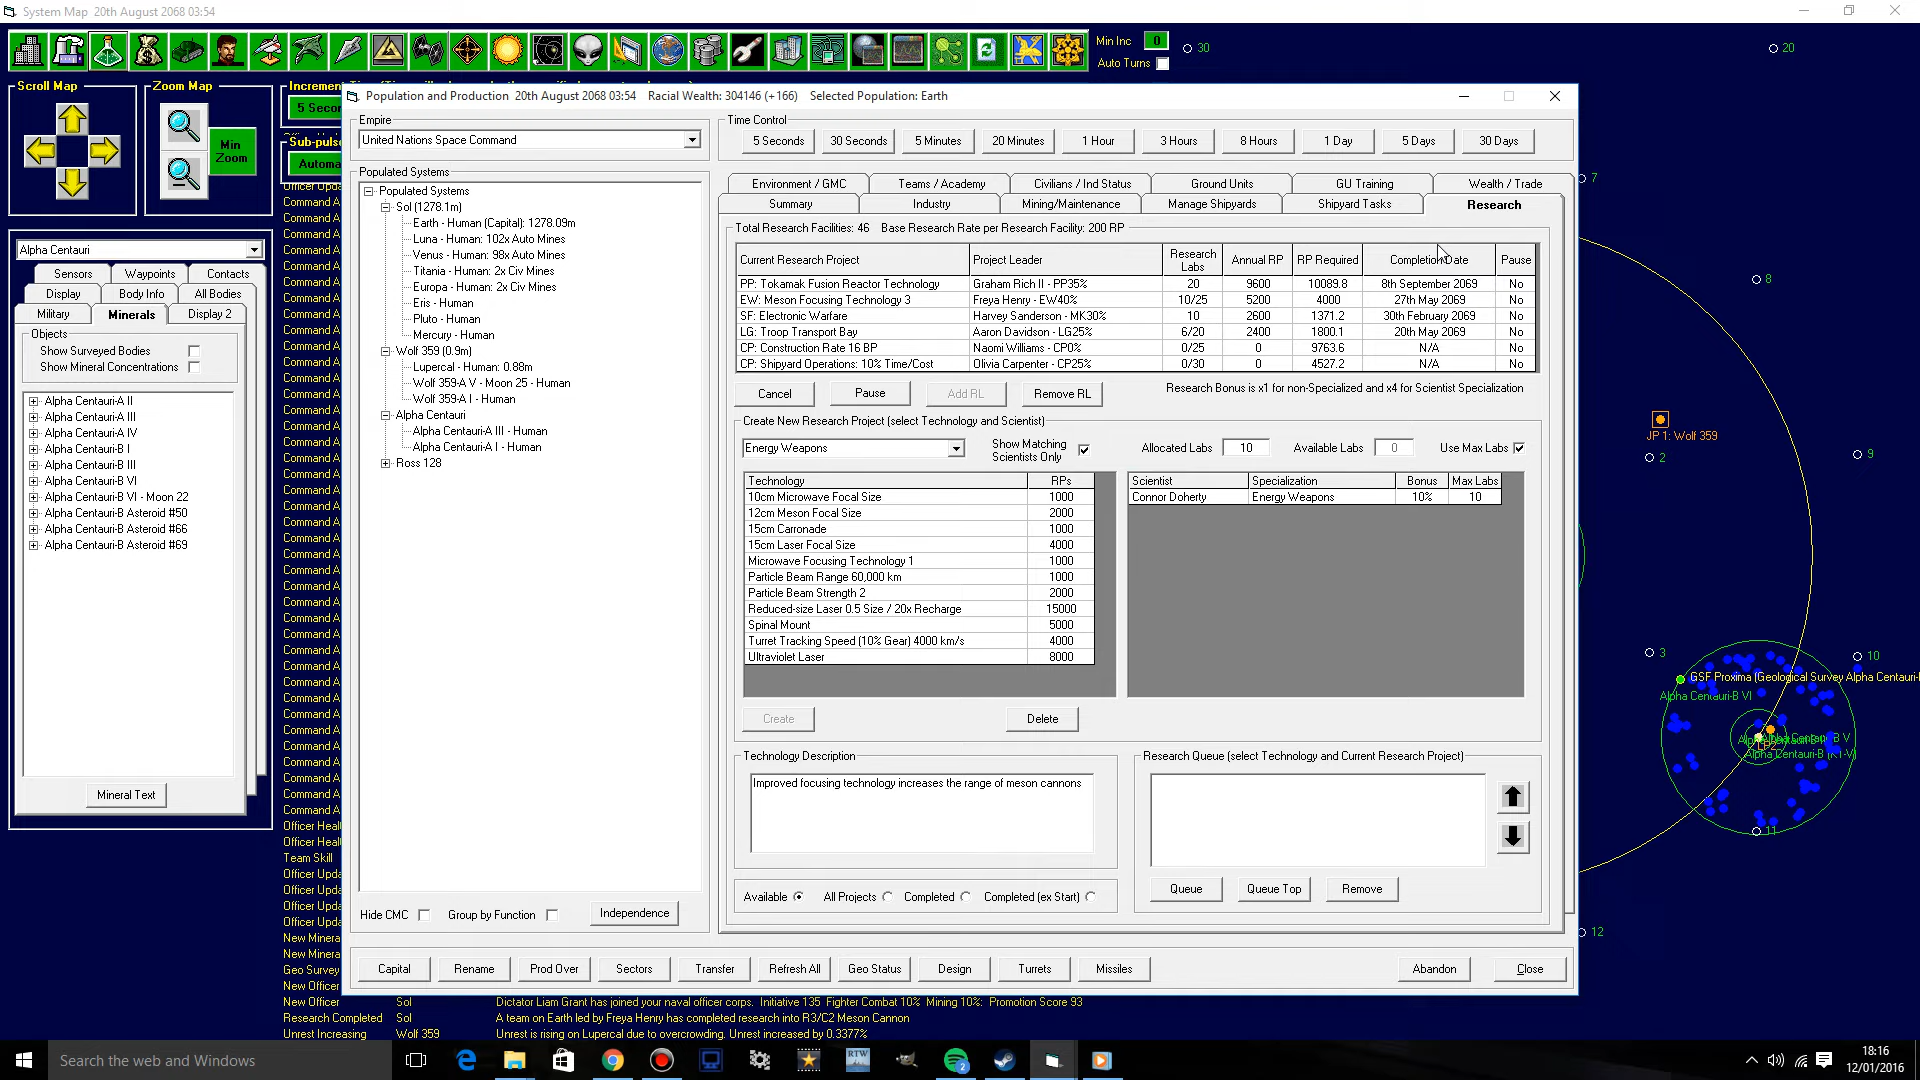 System Map   20th August 2068 03:54
Min Inc 0
Auto Turns
30
20
Scroll Map
Zoom Map
Min Zoom
Population and Production   20th August 2068 03:54   Racial Wealth: 304146 (+166)   Selected Population: Earth
Empire
United Nations Space Command
Time Control
5 Seconds
30 Seconds
5 Minutes
20 Minutes
1 Hour
3 Hours
8 Hours
1 Day
5 Days
30 Days
Populated Systems
Populated Systems
Sol (1278.1m)
Earth - Human (Capital): 1278.09m
Luna - Human: 102x Auto Mines
Venus - Human: 98x Auto Mines
Titania - Human: 2x Civ Mines
Europa - Human: 2x Civ Mines
Eris - Human
Pluto - Human
Mercury - Human
Wolf 359 (0.9m)
Lupercal - Human: 0.88m
Wolf 359-A V - Moon 25 - Human
Wolf 359-A I - Human
Alpha Centauri
Alpha Centauri-A III - Human
Alpha Centauri-A I - Human
Ross 128
Hide CMC
Group by Function
Independence
Environment / GMC
Teams / Academy
Civilians / Ind Status
Ground Units
GU Training
Wealth / Trade
Summary
Industry
Mining/Maintenance
Manage Shipyards
Shipyard Tasks
Research
Total Research Facilities: 46   Base Research Rate per Research Facility: 200 RP
Current Research Project   Project Leader   Research Labs   Annual RP   RP Required   Completion Date   Pause
PP: Tokamak Fusion Reactor Technology   Graham Rich II - PP35%   20   9600   10089.8   8th September 2069   No
EW: Meson Focusing Technology 3   Freya Henry - EW40%   10/25   5200   4000   27th May 2069   No
SF: Electronic Warfare   Harvey Sanderson - MK30%   10   2600   1371.2   30th February 2069   No
LG: Troop Transport Bay   Aaron Davidson - LG25%   6/20   2400   1800.1   20th May 2069   No
CP: Construction Rate 16 BP   Naomi Williams - CP0%   0/25   0   9763.6   N/A   No
CP: Shipyard Operations: 10% Time/Cost   Olivia Carpenter - CP25%   0/30   0   4527.2   N/A   No
Cancel
Pause
Add RL
Remove RL
Research Bonus is x1 for non-Specialized and x4 for Scientist Specialization
Create New Research Project (select Technology and Scientist)
Energy Weapons
Show Matching Scientists Only
Allocated Labs   10
Available Labs   0
Use Max Labs
Technology   RPs
10cm Microwave Focal Size   1000
12cm Meson Focal Size   2000
15cm Carronade   1000
15cm Laser Focal Size   4000
Microwave Focusing Technology 1   1000
Particle Beam Range 60,000 km   1000
Particle Beam Strength 2   2000
Reduced-size Laser 0.5 Size / 20x Recharge   15000
Spinal Mount   5000
Turret Tracking Speed (10% Gear) 4000 km/s   4000
Ultraviolet Laser   8000
Scientist   Specialization   Bonus   Max Labs
Connor Doherty   Energy Weapons   10%   10
Create
Delete
Technology Description
Improved focusing technology increases the range of meson cannons
Research Queue (select Technology and Current Research Project)
Available
All Projects
Completed
Completed (ex Start)
Queue
Queue Top
Remove
Capital
Rename
Prod Over
Sectors
Transfer
Refresh All
Geo Status
Design
Turrets
Missiles
Abandon
Close
Alpha Centauri
Sensors
Waypoints
Contacts
Display
Body Info
All Bodies
Military
Minerals
Display 2
Objects
Show Surveyed Bodies
Show Mineral Concentrations
Alpha Centauri-A II
Alpha Centauri-A III
Alpha Centauri-A IV
Alpha Centauri-B I
Alpha Centauri-B III
Alpha Centauri-B VI
Alpha Centauri-B VI - Moon 22
Alpha Centauri-B Asteroid #50
Alpha Centauri-B Asteroid #66
Alpha Centauri-B Asteroid #69
Mineral Text
7
8
JP 1: Wolf 359
2
9
3
10
GSF Proxima (Geological Survey Alpha Centauri-
Alpha Centauri-B VI
11
12
New Officer   Sol   Dictator Liam Grant has joined your naval officer corps.  Initiative 135  Fighter Combat 10%  Mining 10%:  Promotion Score 93
Research Completed   Sol   A team on Earth led by Freya Henry has completed research into R3/C2 Meson Cannon
Unrest Increasing   Wolf 359   Unrest is rising on Lupercal due to overcrowding. Unrest increased by 0.3377%
Search the web and Windows
RTW
2
18:16
12/01/2016